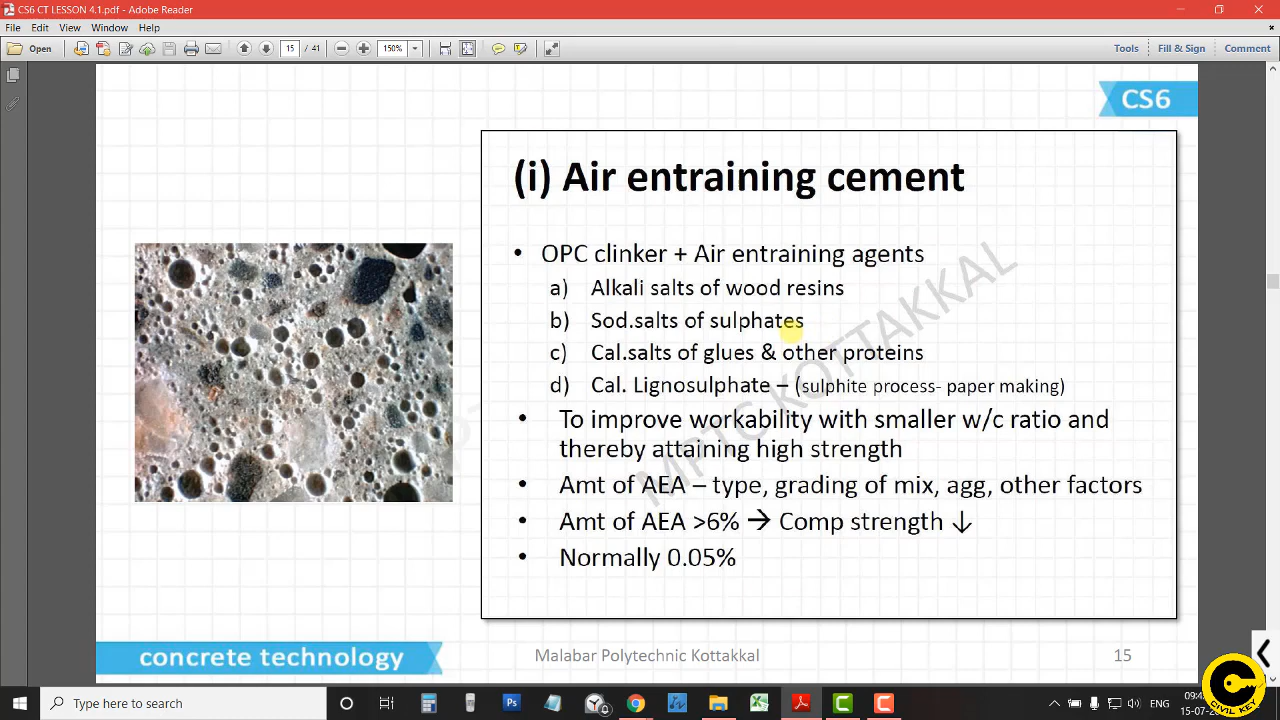 CS6 CT LESSON 4.1.pdf - Adobe Reader
File Edit View Window Help
Open 15 / 41 150% Tools Fill & Sign Comment
CS6
(i) Air entraining cement
• OPC clinker + Air entraining agents
a) Alkali salts of wood resins
b) Sod.salts of sulphates
c) Cal.salts of glues & other proteins
d) Cal. Lignosulphate – (sulphite process- paper making)
• To improve workability with smaller w/c ratio and
thereby attaining high strength
• Amt of AEA – type, grading of mix, agg, other factors
• Amt of AEA >6% → Comp strength ↓
• Normally 0.05%
MPTC KOTTAKKAL
concrete technology Malabar Polytechnic Kottakkal 15
Type here to search
ENG
CIVIL KEY